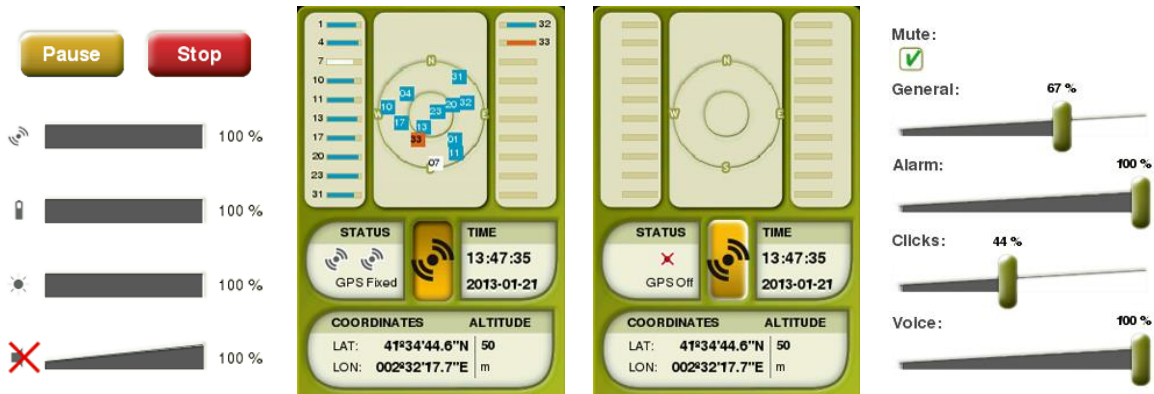 Pause
Stop
100 %
100 %
100 %
100 %
1
4
7
10
11
13
17
20
23
31
32
33
N
W
E
31
04
10
20
32
23
17
13
33
01
11
07
STATUS
GPS Fixed
TIME
13:47:35
2013-01-21
COORDINATES
ALTITUDE
LAT: 41º34'44.6"N
50
LON: 002º32'17.7"E
m
N
W
E
S
STATUS
GPS Off
TIME
13:47:35
2013-01-21
COORDINATES
ALTITUDE
LAT: 41º34'44.6"N
50
LON: 002º32'17.7"E
m
Mute:
General:
67 %
Alarm:
100 %
Clicks:
44 %
Voice:
100 %